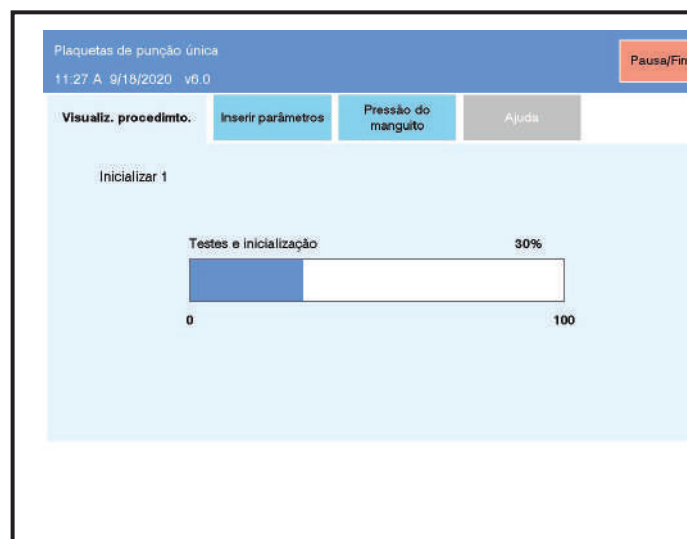 Plaquetas de punção única
11:27 A 9/18/2020 v6.0
Pausa/Fin
Visualiz. procedimto.
Inserir parâmetros
Pressão do
manguito
Ajuda
Inicializar 1
Testes e inicialização 30%
0 100